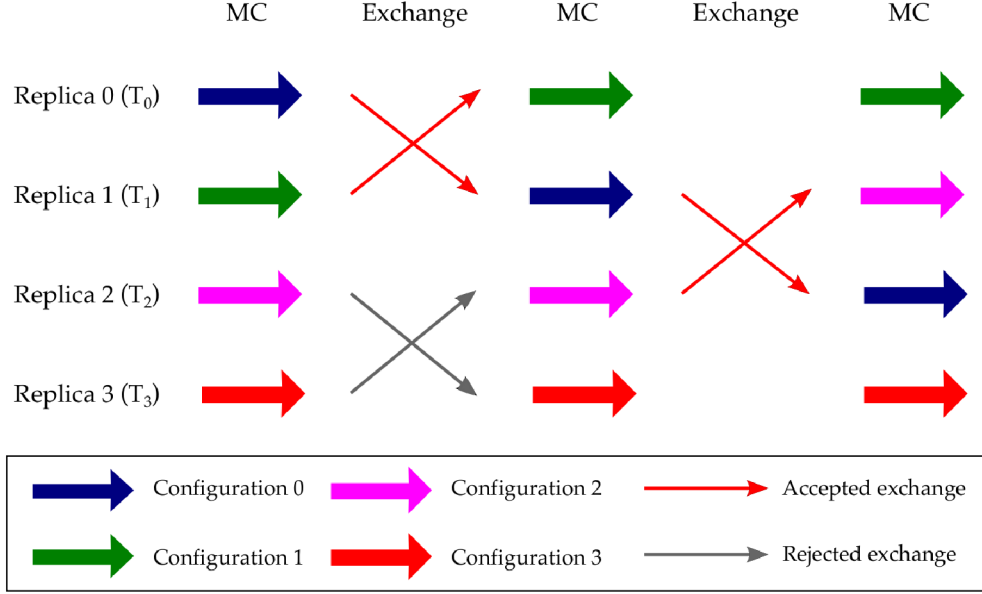 MC Exchange MC Exchange MC
Replica 0 (T0)
Replica 1 (T1)
Replica 2 (T2)
Replica 3 (T3)
Configuration 0 Configuration 2 Accepted exchange
Configuration 1 Configuration 3 Rejected exchange